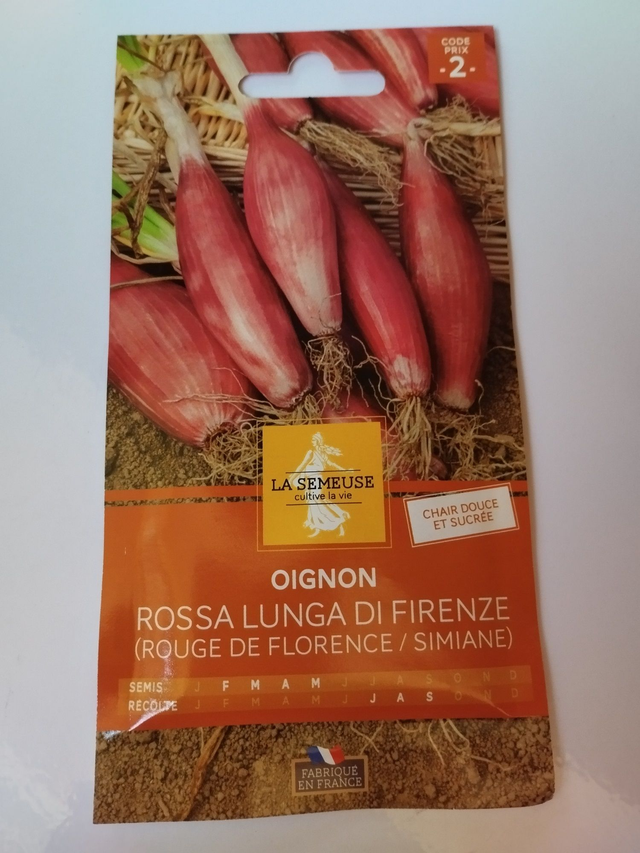 CODE
PRIX
-2-
LA SEMEUSE
cultive la vie
CHAIR DOUCE
ET SUCRÉE
OIGNON
ROSSA LUNGA DI FIRENZE
(ROUGE DE FLORENCE / SIMIANE)
SEMIS J F M A M J J A S O N D
RÉCOLTE J F M A M J J A S O N D
FABRIQUÉ
EN FRANCE